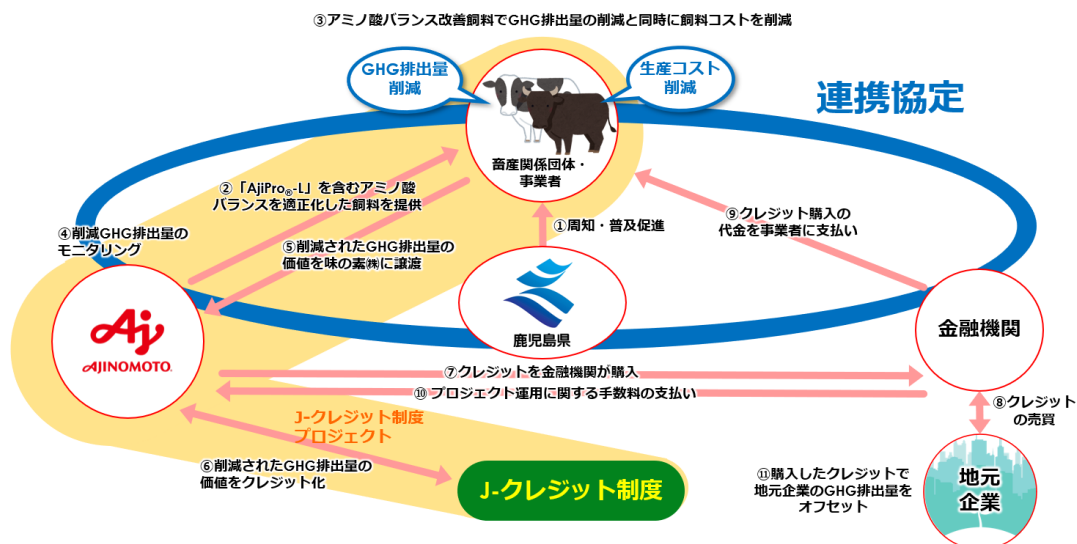 ③アミノ酸バランス改善飼料でGHG排出量の削減と同時に飼料コストを削減
GHG排出量
削減
生産コスト
削減
連携協定
畜産関係団体・
事業者
②「AjiPro®-L」を含むアミノ酸
バランスを適正化した飼料を提供
①周知・普及促進
⑨クレジット購入の
代金を事業者に支払い
④削減GHG排出量の
モニタリング
⑤削減されたGHG排出量の
価値を味の素㈱に譲渡
Aj
AJINOMOTO
鹿児島県
金融機関
⑦クレジットを金融機関が購入
⑩プロジェクト運用に関する手数料の支払い
⑧クレジット
の売買
J-クレジット制度
プロジェクト
⑥削減されたGHG排出量の
価値をクレジット化
J-クレジット制度
⑪購入したクレジットで
地元企業のGHG排出量を
オフセット
地元
企業